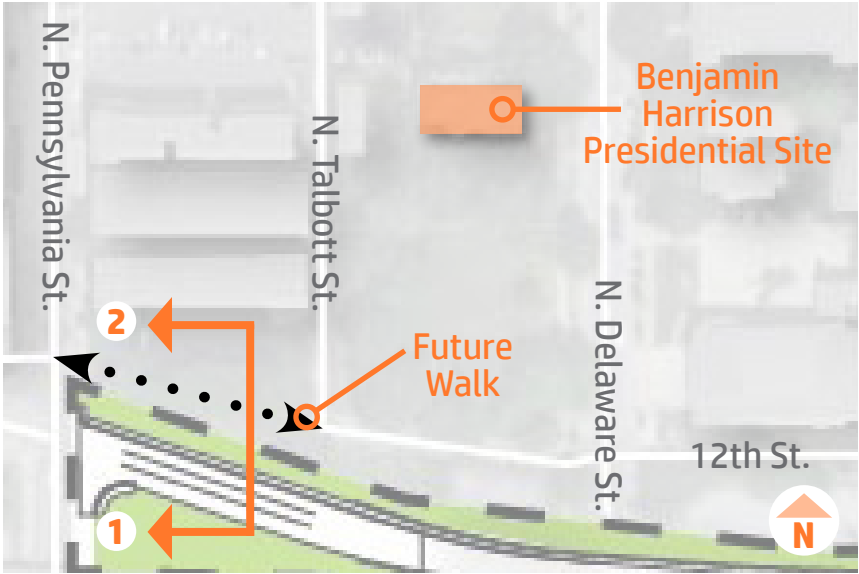 N. Pennsylvania St.
N. Talbott St.
Benjamin
Harrison
Presidential Site
N. Delaware St.
2
Future
Walk
12th St.
1
N